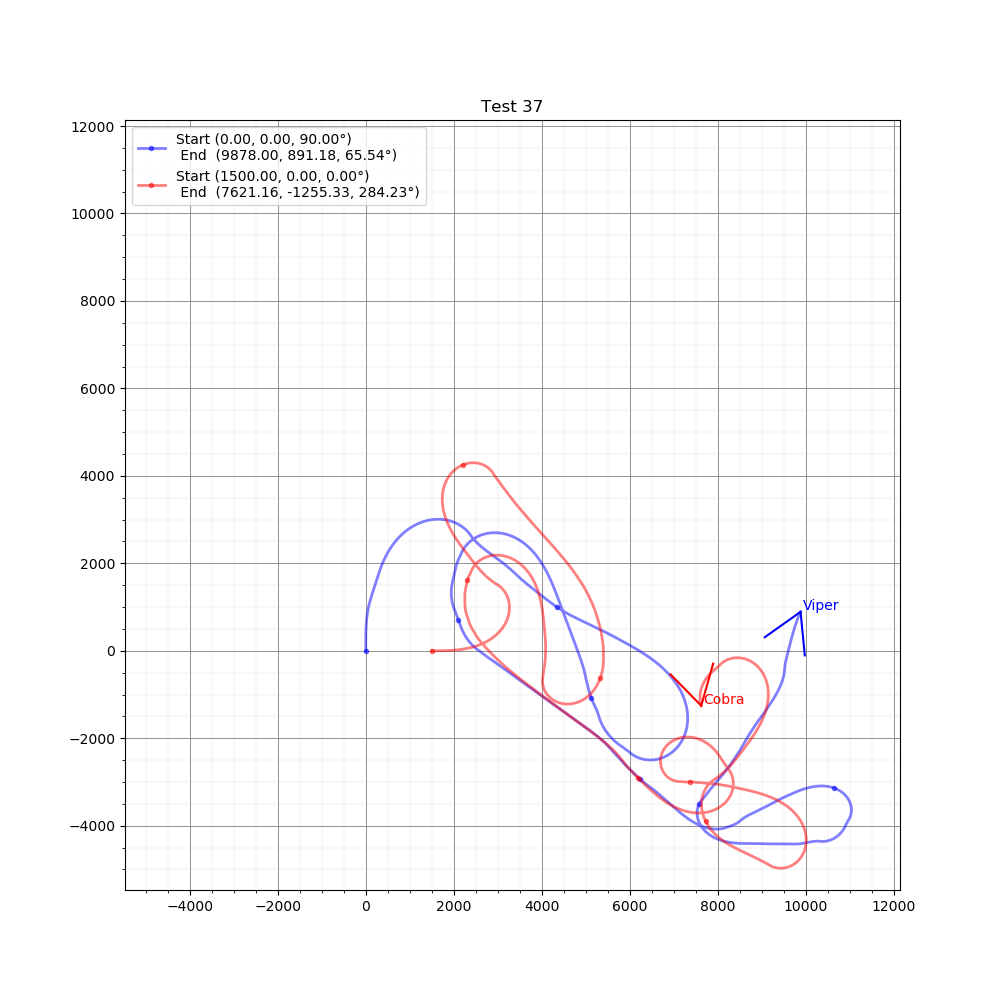 Test 37
12000
10000
8000
6000
4000
2000
0
−2000
−4000
Start (0.00, 0.00, 90.00°)
End (9878.00, 891.18, 65.54°)
Start (1500.00, 0.00, 0.00°)
End (7621.16, -1255.33, 284.23°)
Viper
Cobra
−4000 −2000 0 2000 4000 6000 8000 10000 12000